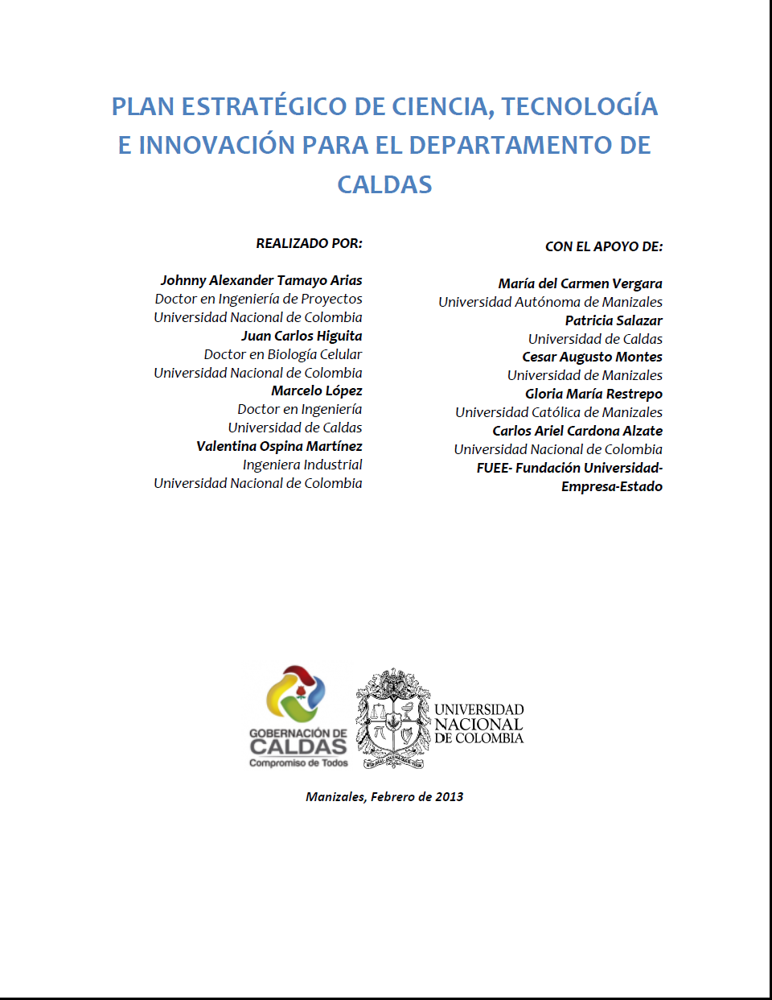 PLAN ESTRATÉGICO DE CIENCIA, TECNOLOGÍA
E INNOVACIÓN PARA EL DEPARTAMENTO DE
CALDAS
REALIZADO POR:
Johnny Alexander Tamayo Arias
Doctor en Ingeniería de Proyectos
Universidad Nacional de Colombia
Juan Carlos Higuita
Doctor en Biología Celular
Universidad Nacional de Colombia
Marcelo López
Doctor en Ingeniería
Universidad de Caldas
Valentina Ospina Martínez
Ingeniera Industrial
Universidad Nacional de Colombia
CON EL APOYO DE:
María del Carmen Vergara
Universidad Autónoma de Manizales
Patricia Salazar
Universidad de Caldas
Cesar Augusto Montes
Universidad de Manizales
Gloria María Restrepo
Universidad Católica de Manizales
Carlos Ariel Cardona Alzate
Universidad Nacional de Colombia
FUEE- Fundación Universidad-
Empresa-Estado
GOBERNACIÓN DE
CALDAS
Compromiso de Todos
UNIVERSIDAD
NACIONAL
DE COLOMBIA
Manizales, Febrero de 2013